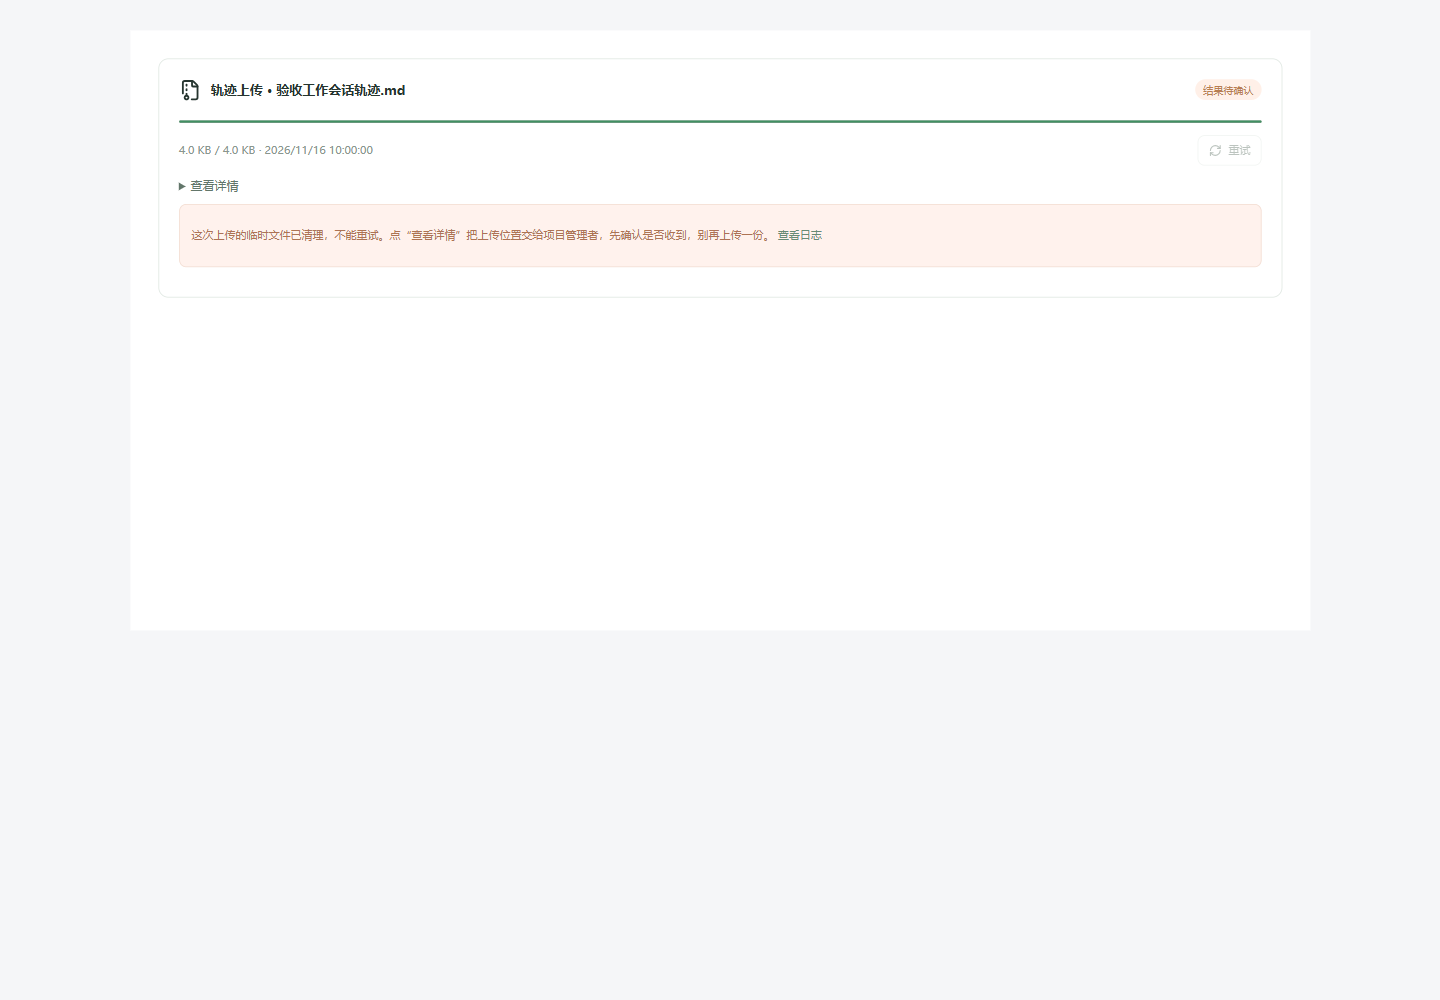 轨迹上传 • 验收工作会话轨迹.md
结果待确认
4.0 KB / 4.0 KB · 2026/11/16 10:00:00
重试
查看详情
这次上传的临时文件已清理，不能重试。点“查看详情”把上传位置交给项目管理者，先确认是否收到，别再上传一份。 查看日志